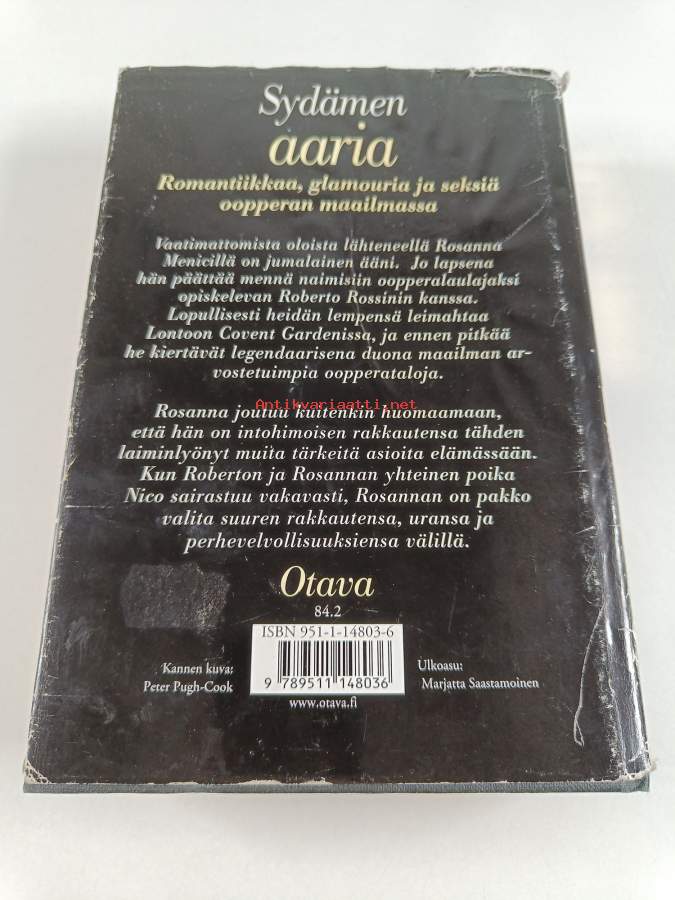 Sydämen
aaria
Romantiikkaa, glamouria ja seksiä
oopperan maailmassa
Vaatimattomista oloista lähteneellä Rosanna
Menicillä on jumalainen ääni. Jo lapsena
hän päättää mennä naimisiin oopperalaulajaksi
opiskelevan Roberto Rossinin kanssa.
Lopullisesti heidän lempensä leimahtaa
Lontoon Covent Gardenissa, ja ennen pitkää
he kiertävät legendaarisena duona maailman ar-
vostetuimpia oopperataloja.
Antikvariaatti.net
Rosanna joutuu kuitenkin huomaamaan,
että hän on intohimoisen rakkautensa tähden
laiminlyönyt muita tärkeitä asioita elämässään.
Kun Roberton ja Rosannan yhteinen poika
Nico sairastuu vakavasti, Rosannan on pakko
valita suuren rakkautensa, uransa ja
perhevelvollisuuksiensa välillä.
Otava
84.2
ISBN 951-1-14803-6
9 789511 148036
www.otava.fi
Kannen kuva:
Peter Pugh-Cook
Ulkoasu:
Marjatta Saastamoinen